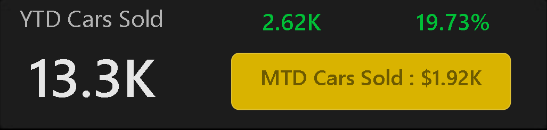 YTD Cars Sold
2.62K
19.73%
13.3K
MTD Cars Sold : $1.92K